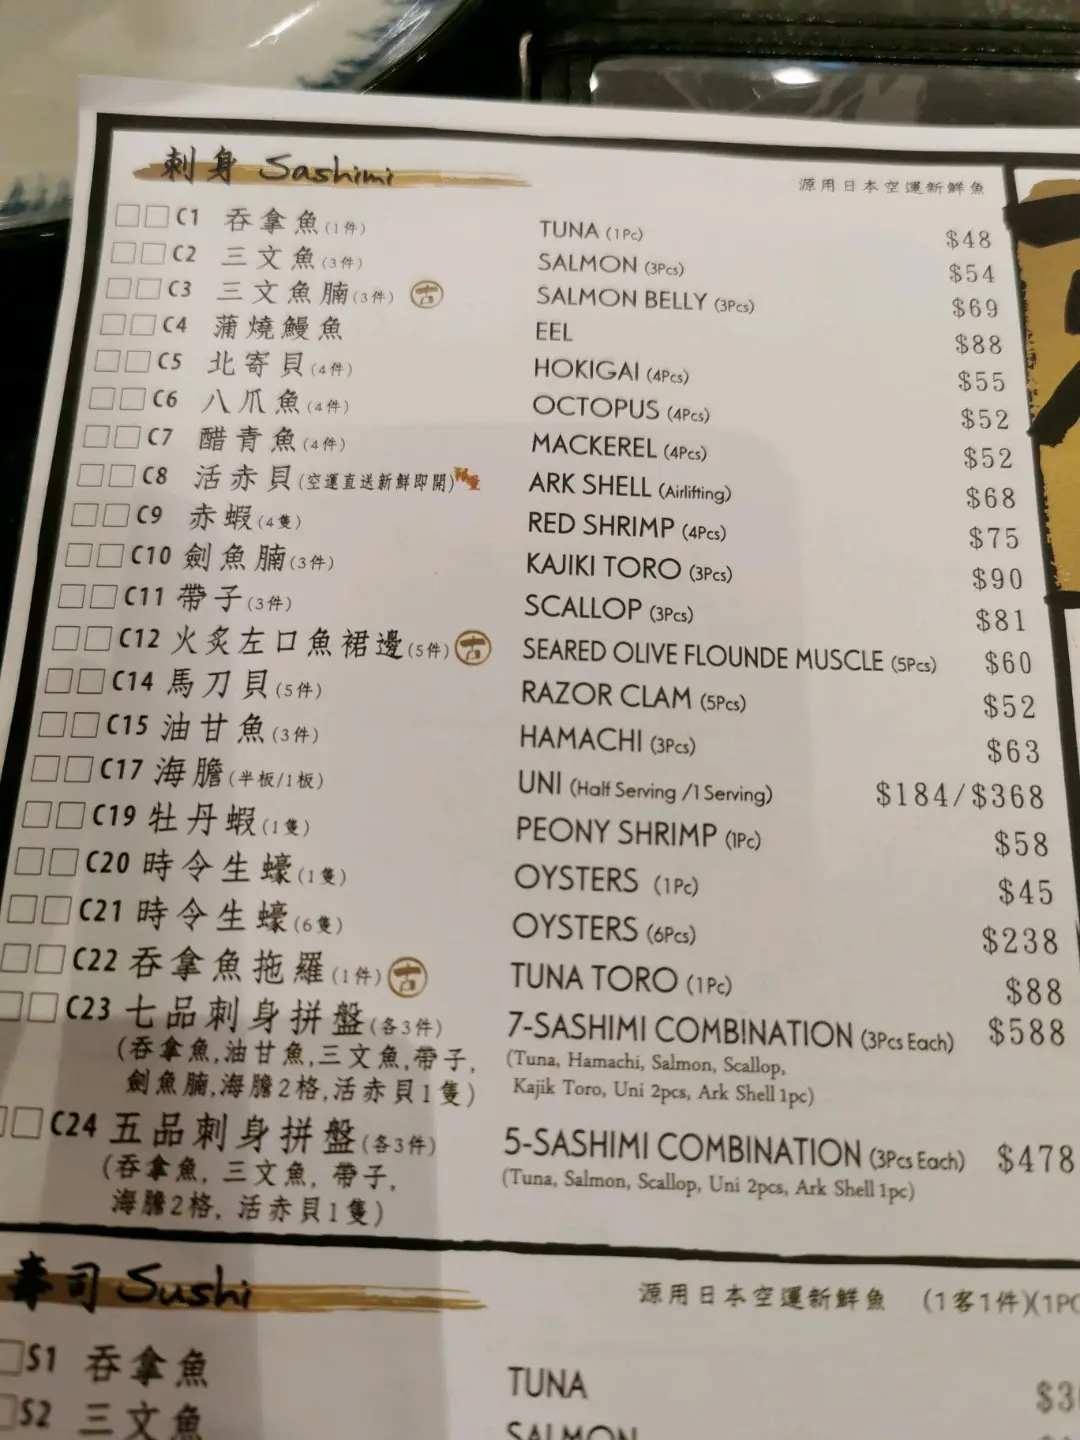 刺身 Sashimi 源用日本空運新鮮魚
C1 吞拿魚(1件) TUNA (1Pc) $48
C2 三文魚(3件) SALMON (3Pcs) $54
C3 三文魚腩(3件) 吉 SALMON BELLY (3Pcs) $69
C4 蒲燒鰻魚 EEL $88
C5 北寄貝(4件) HOKIGAI (4Pcs) $55
C6 八爪魚(4件) OCTOPUS (4Pcs) $52
C7 醋青魚(4件) MACKEREL (4Pcs) $52
C8 活赤貝(空運直送新鮮即開) ARK SHELL (Airlifting) $68
C9 赤蝦(4隻) RED SHRIMP (4Pcs) $75
C10 劍魚腩(3件) KAJIKI TORO (3Pcs) $90
C11 帶子(3件) SCALLOP (3Pcs) $81
C12 火炙左口魚裙邊(5件) 吉 SEARED OLIVE FLOUNDE MUSCLE (5Pcs) $60
C14 馬刀貝(5件) RAZOR CLAM (5Pcs) $52
C15 油甘魚(3件) HAMACHI (3Pcs) $63
C17 海膽(半板/1板) UNI (Half Serving /1 Serving) $184/$368
C19 牡丹蝦(1隻) PEONY SHRIMP (1Pc) $58
C20 時令生蠔(1隻) OYSTERS (1Pc) $45
C21 時令生蠔(6隻) OYSTERS (6Pcs) $238
C22 吞拿魚拖羅(1件) 吉 TUNA TORO (1Pc) $88
C23 七品刺身拼盤(各3件) 7-SASHIMI COMBINATION (3Pcs Each) $588
(吞拿魚,油甘魚,三文魚,帶子, (Tuna, Hamachi, Salmon, Scallop,
劍魚腩,海膽2格,活赤貝1隻) Kajik Toro, Uni 2pcs, Ark Shell 1pc)
C24 五品刺身拼盤(各3件) 5-SASHIMI COMBINATION (3Pcs Each) $478
(吞拿魚, 三文魚, 帶子, (Tuna, Salmon, Scallop, Uni 2pcs, Ark Shell 1pc)
海膽2格, 活赤貝1隻)
壽司 Sushi 源用日本空運新鮮魚 (1客1件)(1PC
S1 吞拿魚 TUNA
S2 三文魚 SALMON